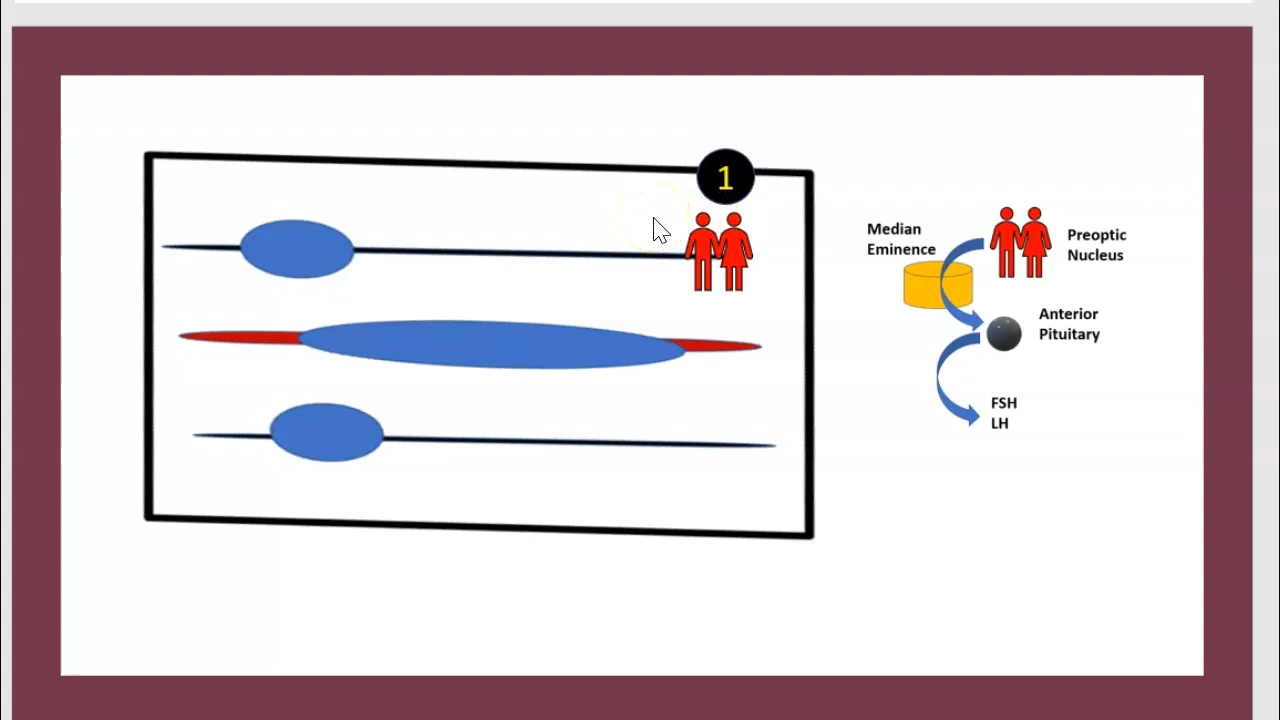 1
Median
Eminence
Preoptic
Nucleus
Anterior
Pituitary
FSH
LH